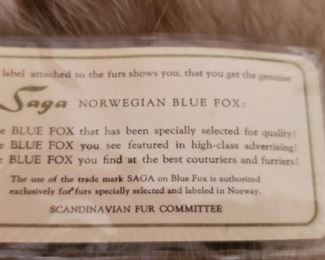 label attached to the furs shows you, that you get the genuine
Saga NORWEGIAN BLUE FOX:
e BLUE FOX that has been specially selected for quality!
e BLUE FOX you see featured in high-class advertising!
e BLUE FOX you find at the best couturiers and furriers!
The use of the trade mark SAGA on Blue Fox is authorized
exclusively for furs specially selected and labeled in Norway.
SCANDINAVIAN FUR COMMITTEE